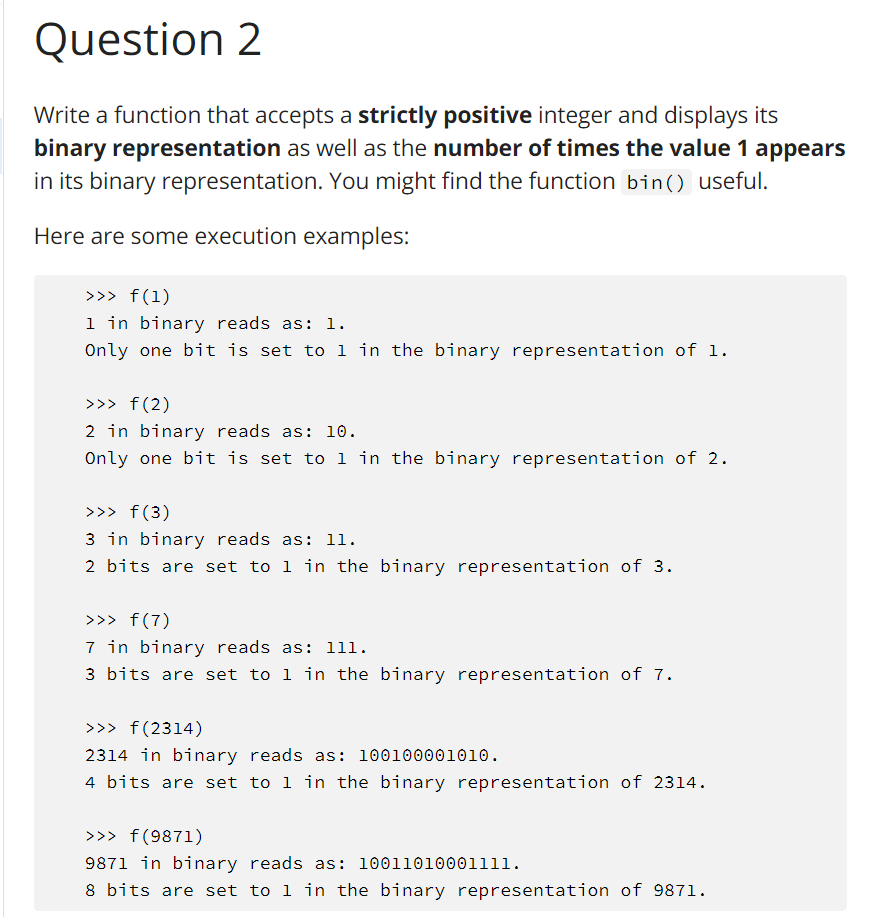 Question 2
Write a function that accepts a strictly positive integer and displays its
binary representation as well as the number of times the value 1 appears
in its binary representation. You might find the function bin() useful.
Here are some execution examples:
>>> f(1)
1 in binary reads as: 1.
Only one bit is set to 1 in the binary representation of 1.
>>> f(2)
2 in binary reads as: 10.
Only one bit is set to 1 in the binary representation of 2.
>>> f(3)
3 in binary reads as: 11.
2 bits are set to 1 in the binary representation of 3.
>>> f(7)
7 in binary reads as: 111.
3 bits are set to 1 in the binary representation of 7.
>>> f(2314)
2314 in binary reads as: 100100001010.
4 bits are set to 1 in the binary representation of 2314.
>>> f(9871)
9871 in binary reads as: 10011010001111.
8 bits are set to 1 in the binary representation of 9871.